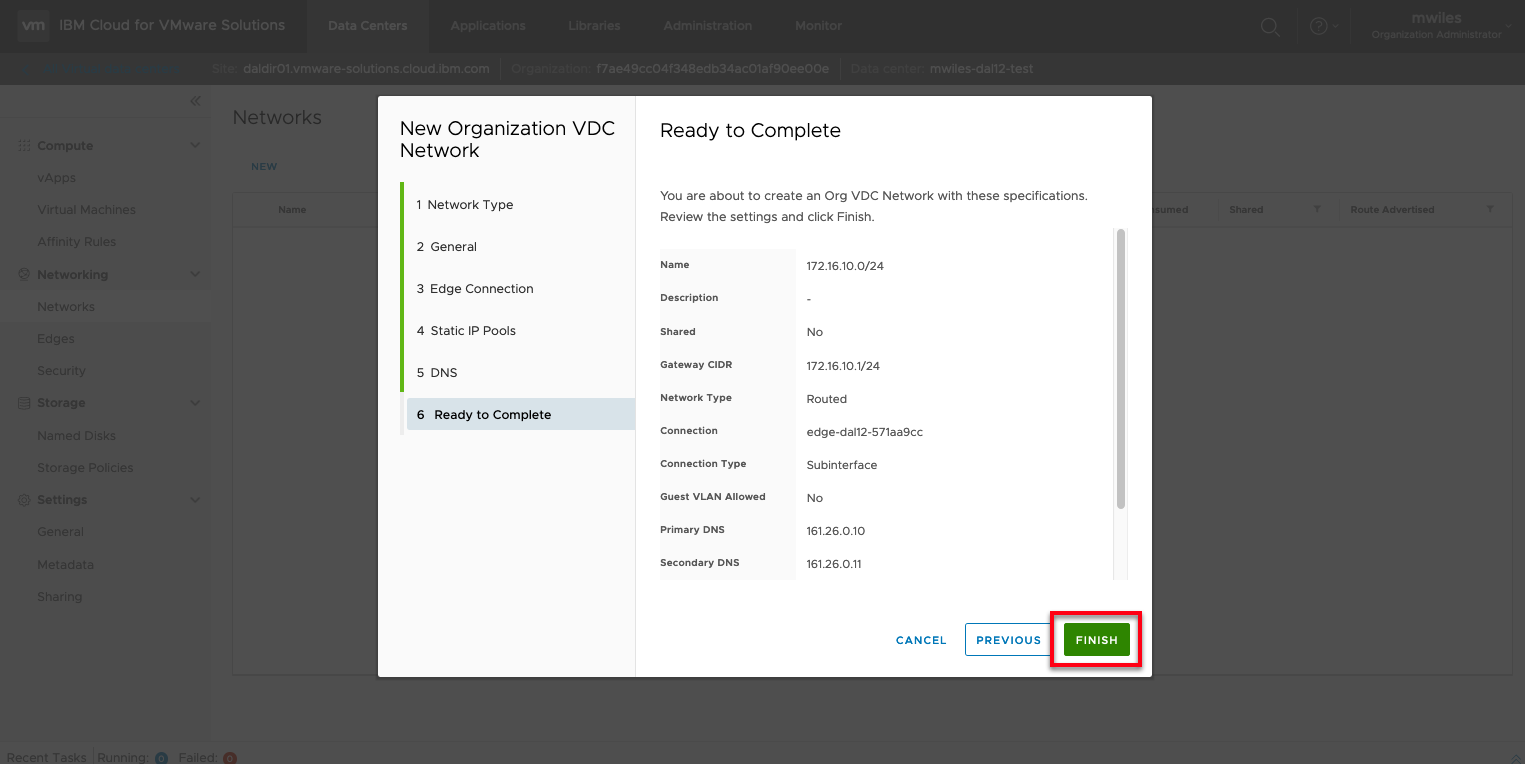 vm IBM Cloud for VMware Solutions Data Centers Applications Libraries Administration Monitor mwiles
Organization Administrator
Site: daldir01.vmware-solutions.cloud.ibm.com Organization: f7ae49cc04f348edb34ac01af90ee00e Data center: mwiles-dal12-test
Compute
vApps
Virtual Machines
Affinity Rules
Networking
Networks
Edges
Security
Storage
Named Disks
Storage Policies
Settings
General
Metadata
Sharing
Networks
NEW
Name Shared Route Advertised
New Organization VDC
Network
1 Network Type
2 General
3 Edge Connection
4 Static IP Pools
5 DNS
6 Ready to Complete
Ready to Complete
You are about to create an Org VDC Network with these specifications.
Review the settings and click Finish.
Name 172.16.10.0/24
Description -
Shared No
Gateway CIDR 172.16.10.1/24
Network Type Routed
Connection edge-dal12-571aa9cc
Connection Type Subinterface
Guest VLAN Allowed No
Primary DNS 161.26.0.10
Secondary DNS 161.26.0.11
CANCEL PREVIOUS FINISH
Recent Tasks Running: 0 Failed: 0